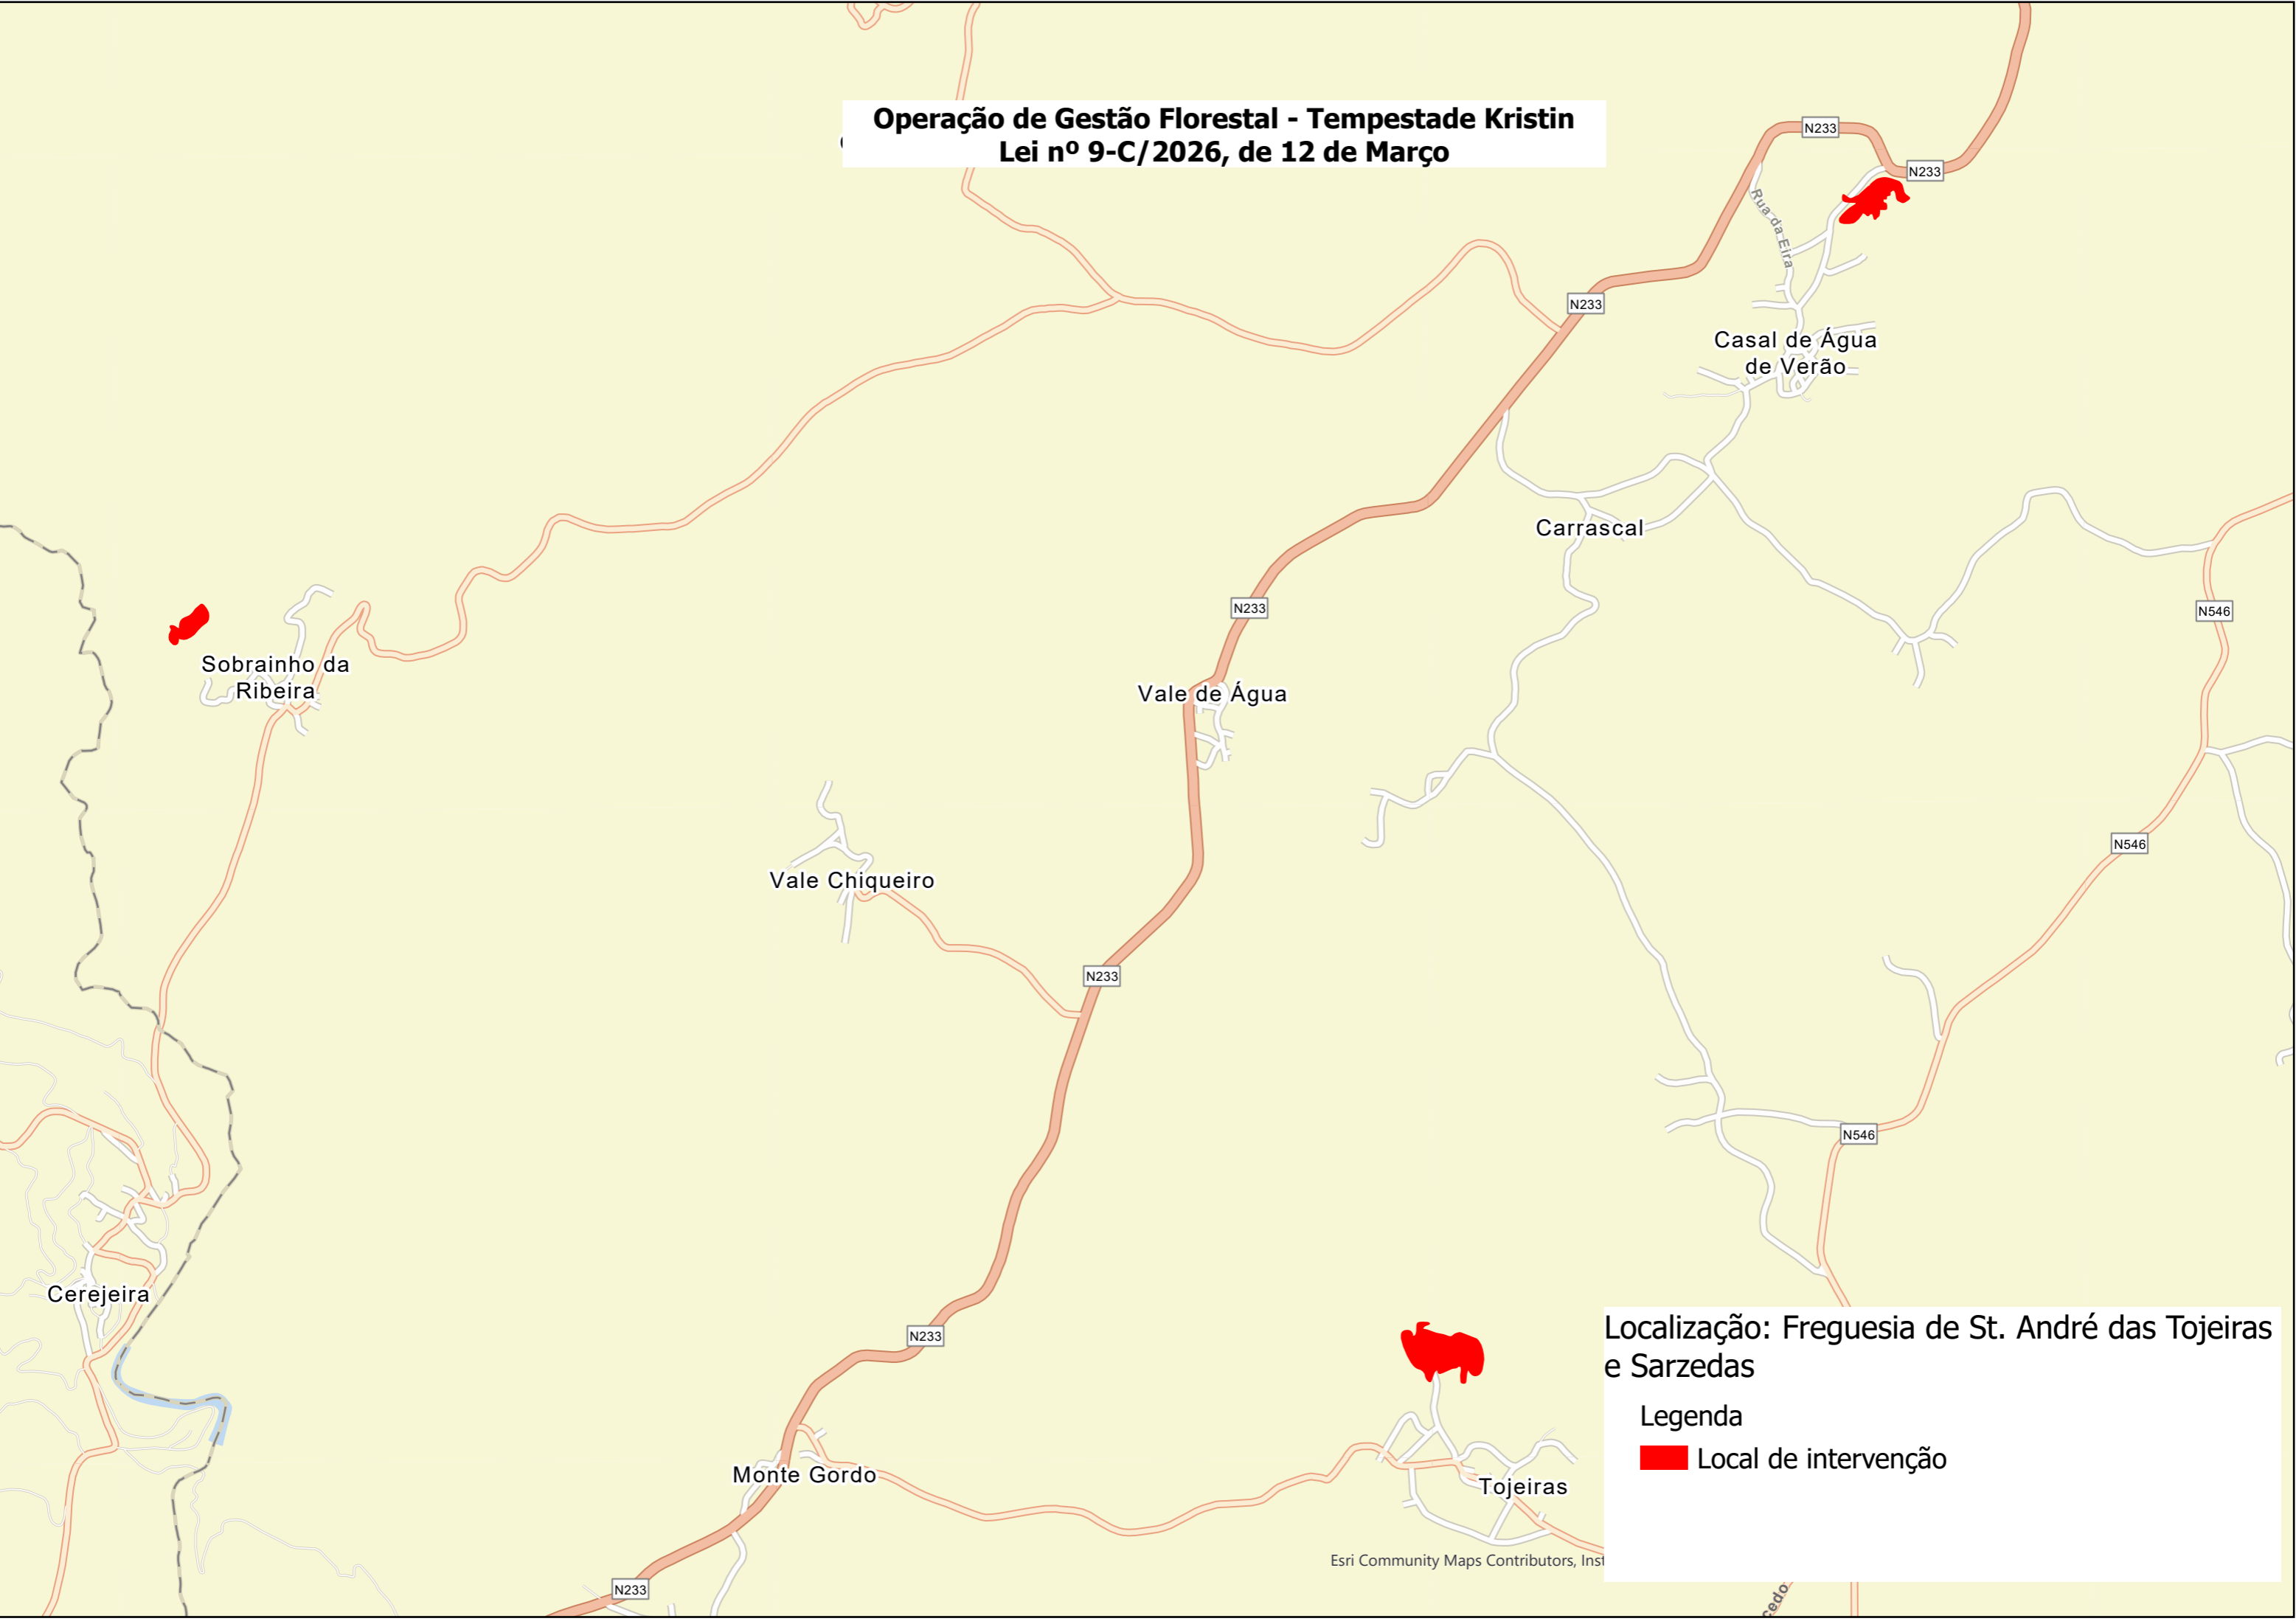 Operação de Gestão Florestal - Tempestade Kristin
Lei nº 9-C/2026, de 12 de Março
N233
N233
Rua da Eira
N233
Casal de Água
de Verão
Carrascal
N233
N546
Sobrainho da
Ribeira
Vale de Água
N546
Vale Chiqueiro
N233
N546
Cerejeira
N233
Localização: Freguesia de St. André das Tojeiras
e Sarzedas
Legenda
Local de intervenção
Monte Gordo
Tojeiras
Esri Community Maps Contributors, Inst
N233
cedo